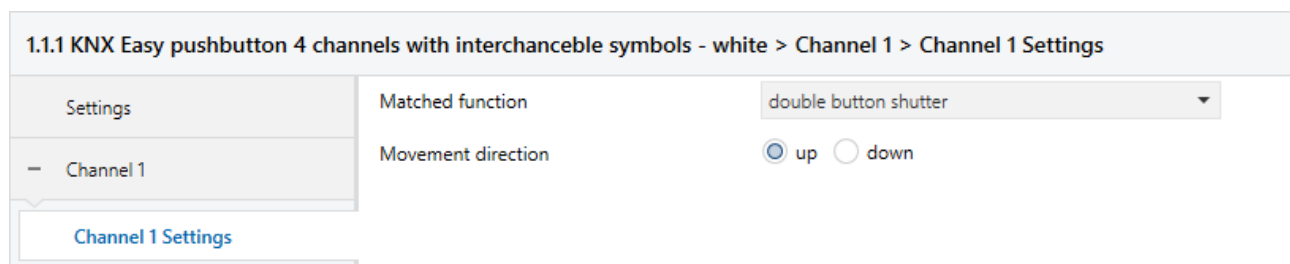 1.1.1 KNX Easy pushbutton 4 channels with interchanceble symbols - white > Channel 1 > Channel 1 Settings
Settings
Matched function
double button shutter
Movement direction
up
down
Channel 1
Channel 1 Settings